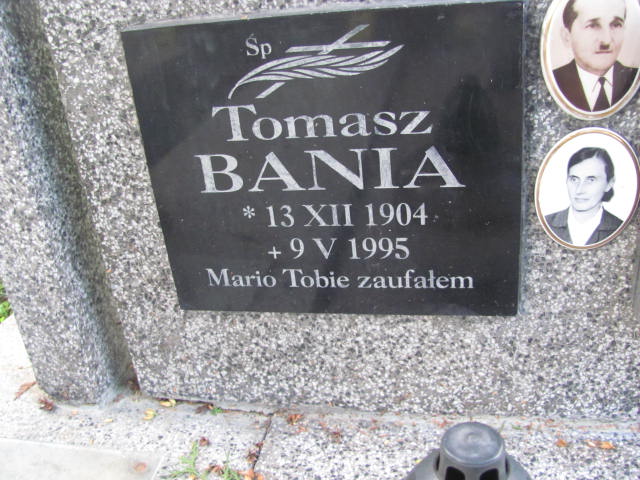 Śp
Tomasz
BANIA
* 13 XII 1904
+ 9 V 1995
Mario Tobie zaufałem